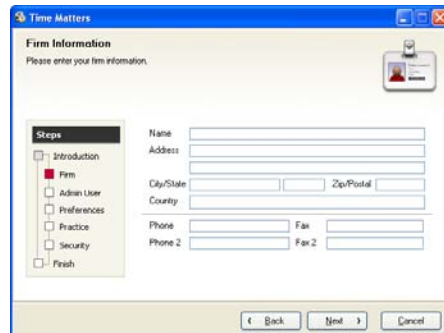 Time Matters
Firm Information
Please enter your firm information.
Steps
Introduction
Firm
Admin User
Preferences
Practice
Security
Finish
Name
Address
City/State Zip/Postal
Country
Phone Fax
Phone 2 Fax 2
Back Next Cancel